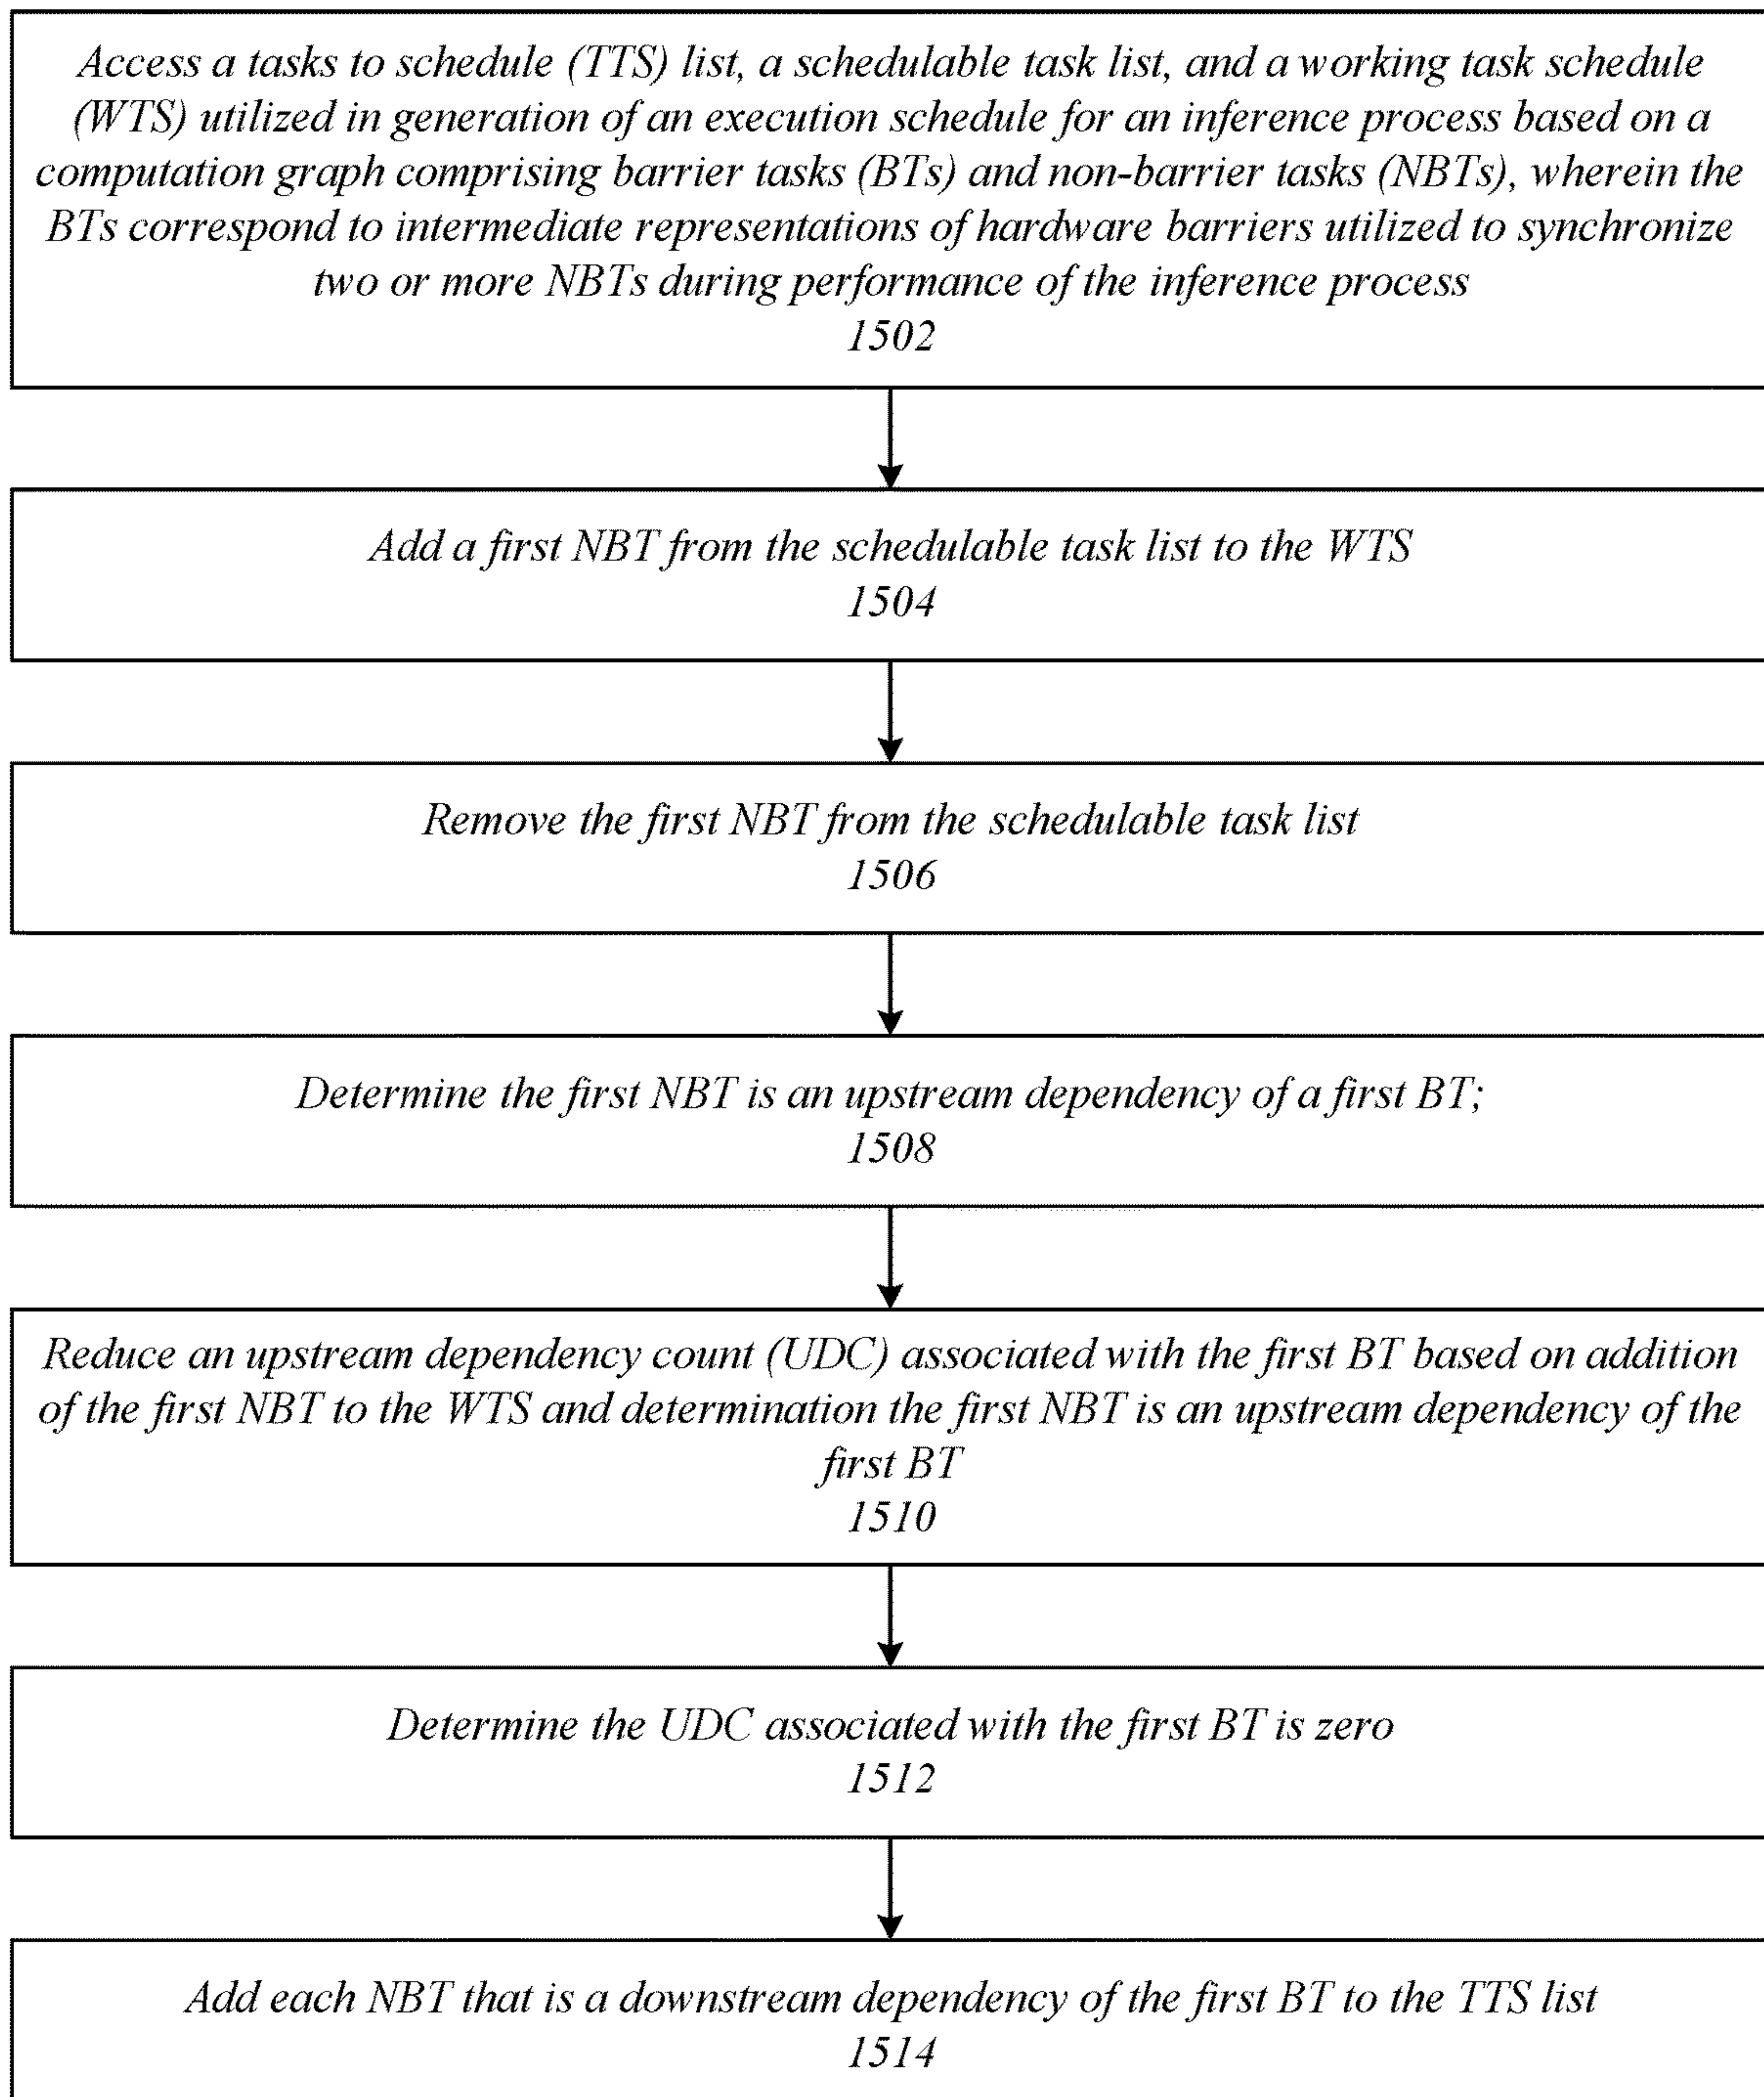 Access a tasks to schedule (TTS) list, a schedulable task list, and a working task schedule
(WTS) utilized in generation of an execution schedule for an inference process based on a
computation graph comprising barrier tasks (BTs) and non-barrier tasks (NBTs), wherein the
BTs correspond to intermediate representations of hardware barriers utilized to synchronize
two or more NBTs during performance of the inference process
1502
Add a first NBT from the schedulable task list to the WTS
1504
Remove the first NBT from the schedulable task list
1506
Determine the first NBT is an upstream dependency of a first BT;
1508
Reduce an upstream dependency count (UDC) associated with the first BT based on addition
of the first NBT to the WTS and determination the first NBT is an upstream dependency of the
first BT
1510
Determine the UDC associated with the first BT is zero
1512
Add each NBT that is a downstream dependency of the first BT to the TTS list
1514